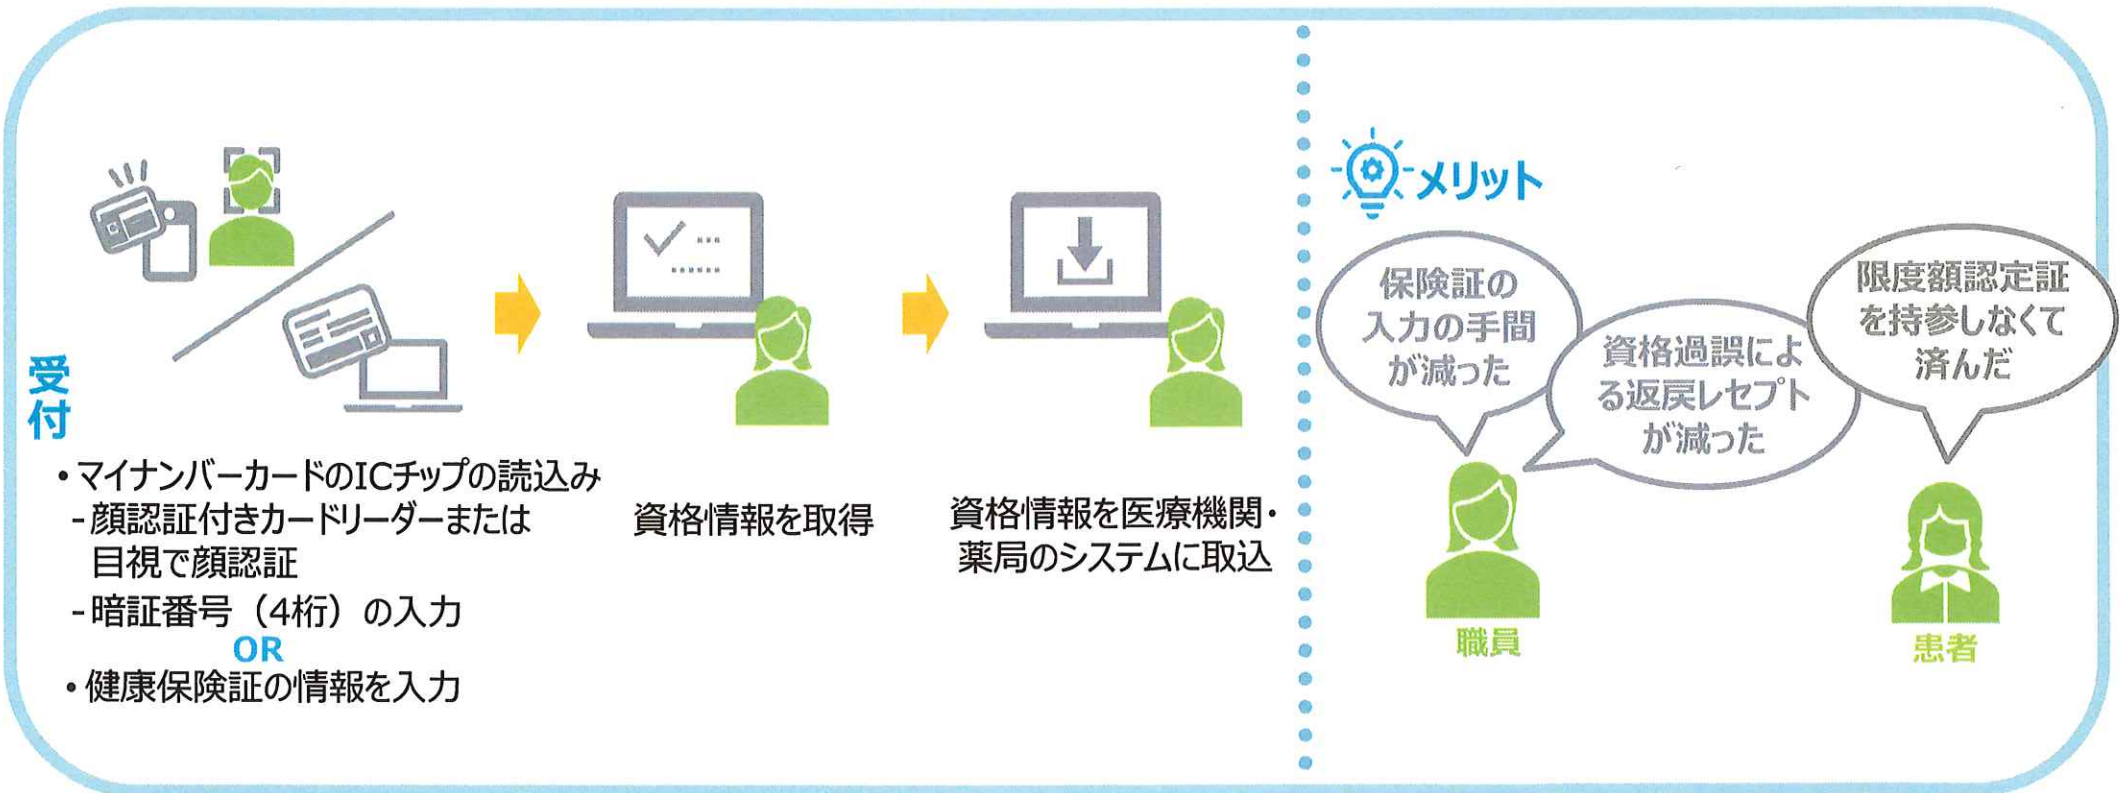 受付
・マイナンバーカードのICチップの読込み
-顔認証付きカードリーダーまたは
目視で顔認証
-暗証番号（4桁）の入力
OR
・健康保険証の情報を入力
資格情報を取得
資格情報を医療機関・
薬局のシステムに取込
メリット
保険証の
入力の手間
が減った
資格過誤によ
る返戻レセプト
が減った
限度額認定証
を持参しなくて
済んだ
職員
患者